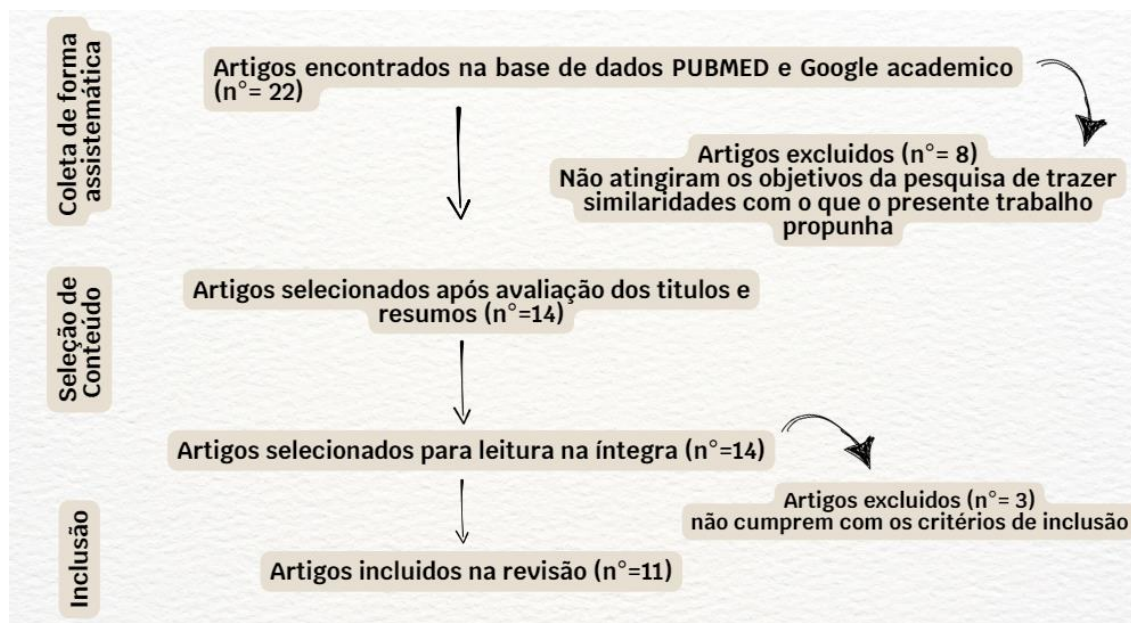 Coleta de forma
assistemática
Artigos encontrados na base de dados PUBMED e Google academico
(n°= 22)
Artigos excluidos (n°= 8)
Não atingiram os objetivos da pesquisa de trazer
similaridades com o que o presente trabalho
propunha
Seleção de
Conteúdo
Artigos selecionados após avaliação dos titulos e
resumos (n°=14)
Artigos selecionados para leitura na íntegra (n°=14)
Artigos excluidos (n°= 3)
não cumprem com os critérios de inclusão
Inclusão
Artigos incluidos na revisão (n°=11)